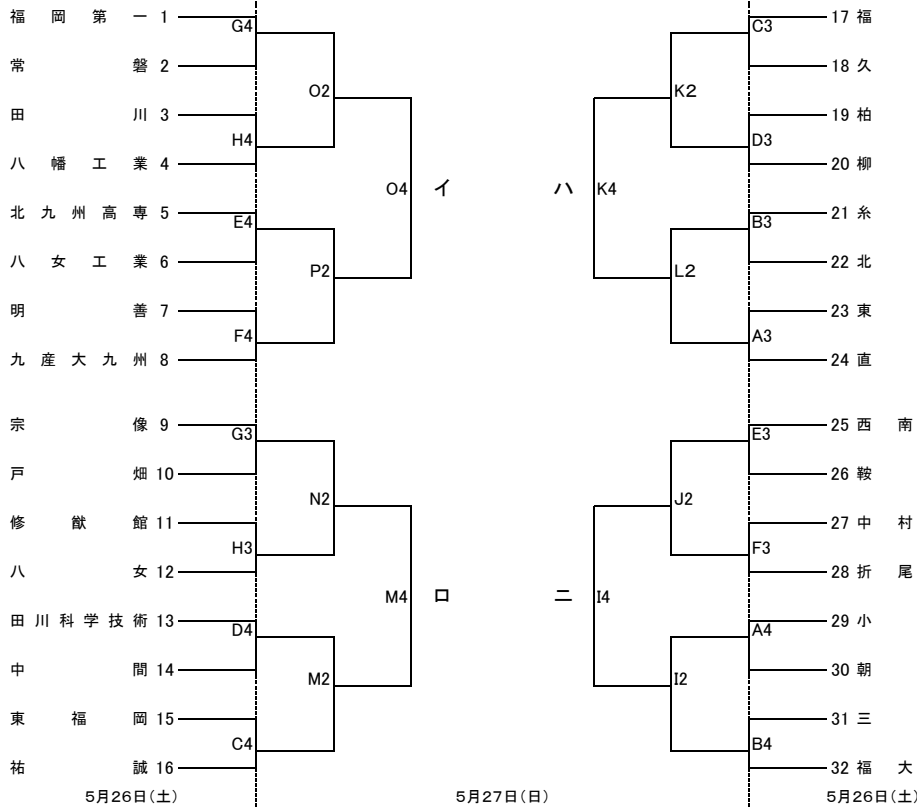 福岡第一 1
G4
常磐 2
O2
田川 3
H4
八幡工業 4
O4
イ
北九州高専 5
E4
八女工業 6
P2
明善 7
F4
九産大九州 8
宗像 9
G3
戸畑 10
N2
修猷館 11
H3
八女 12
M4
ロ
田川科学技術 13
D4
中間 14
M2
東福岡 15
C4
祐誠 16
5月26日(土)
5月27日(日)
17 福
C3
18 久
K2
19 柏
D3
20 柳
ハ
K4
21 糸
B3
22 北
L2
23 東
A3
24 直
25 西南
E3
26 鞍
J2
27 中村
F3
28 折尾
ニ
I4
29 小
A4
30 朝
I2
31 三
B4
32 福大
5月26日(土)